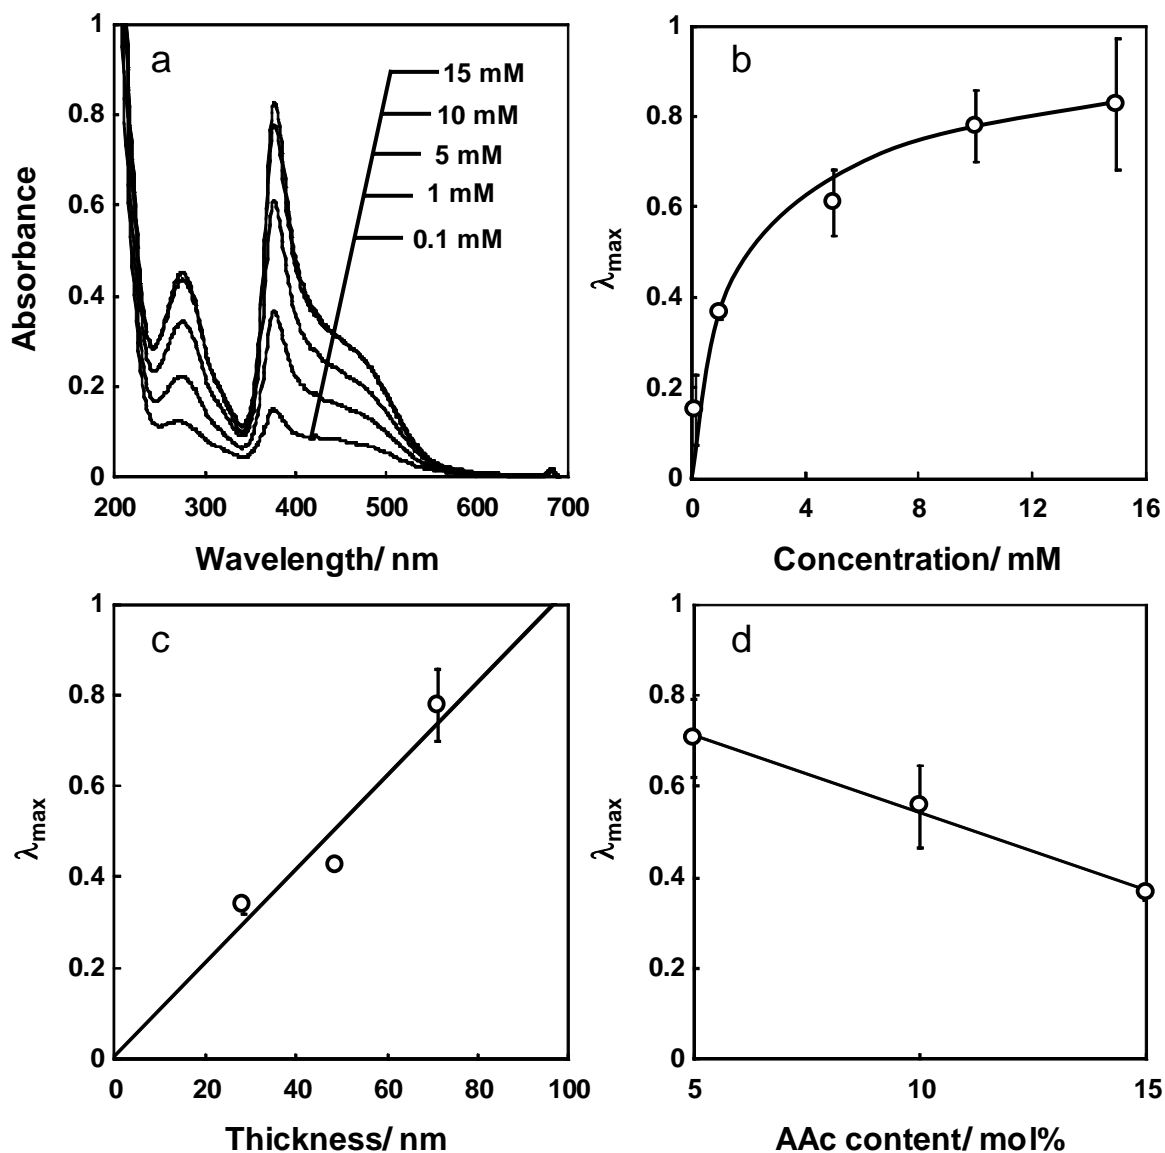 a
1
0.8
0.6
0.4
0.2
0
Absorbance
15 mM
10 mM
5 mM
1 mM
0.1 mM
200 300 400 500 600 700
Wavelength/ nm
b
1
0.8
0.6
0.4
0.2
0
λmax
0 4 8 12 16
Concentration/ mM
c
1
0.8
0.6
0.4
0.2
0
λmax
0 20 40 60 80 100
Thickness/ nm
d
1
0.8
0.6
0.4
0.2
0
λmax
5 10 15
AAc content/ mol%